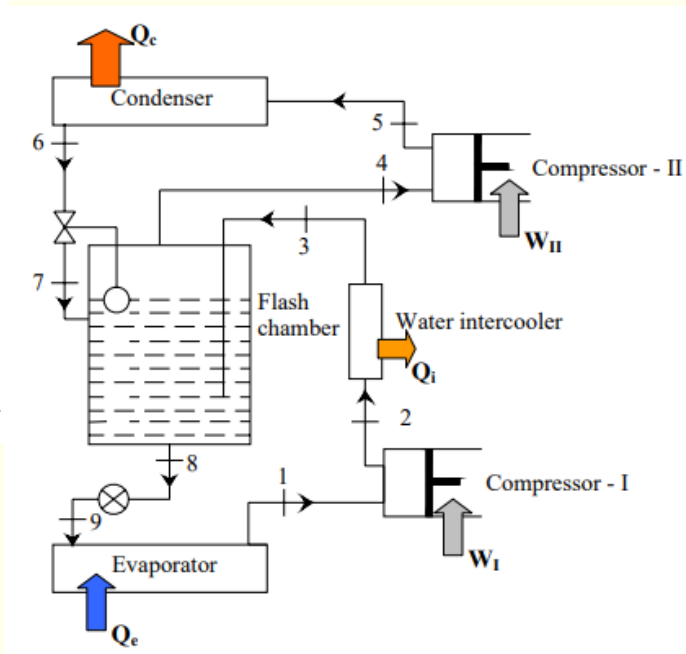 Qc
Condenser
6
5
4
Compressor - II
WII
3
7
Flash
chamber
Water intercooler
Qi
2
8
1
Compressor - I
9
Evaporator
WI
Qe